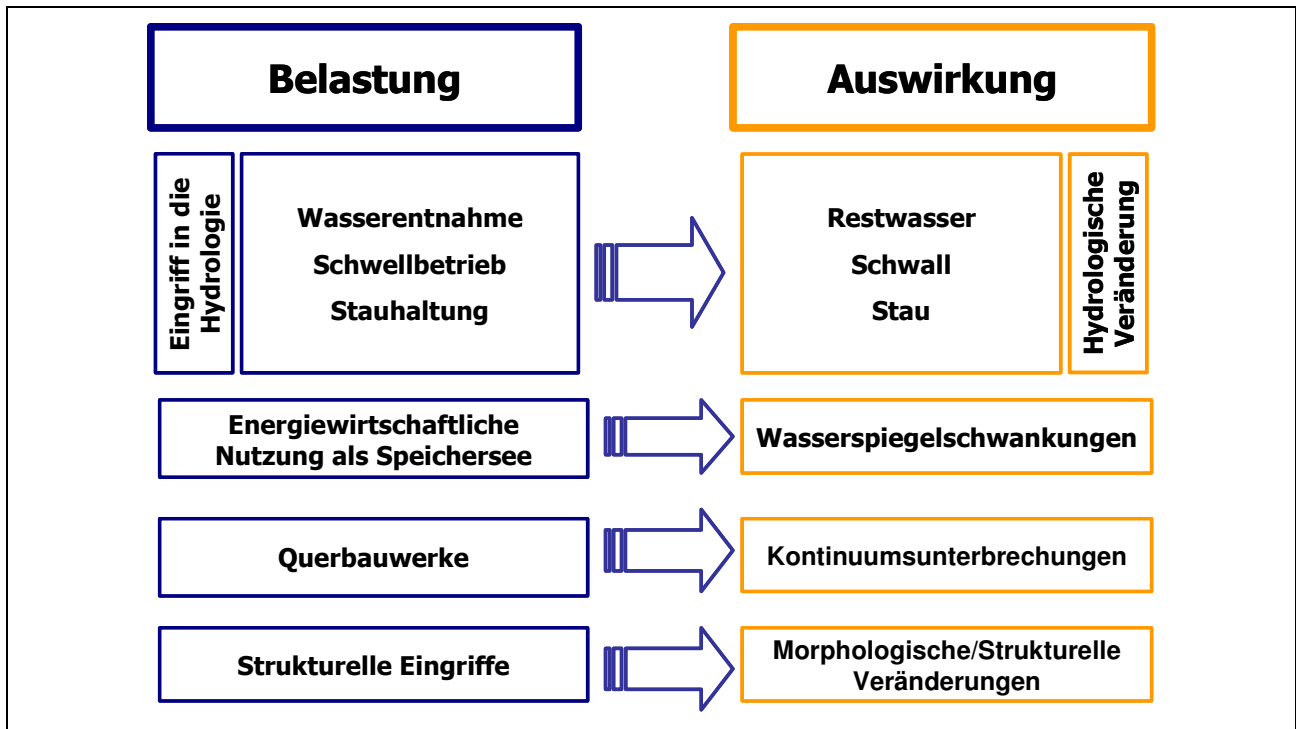 Belastung
Auswirkung
Eingriff in die
Hydrologie
Wasserentnahme
Schwellbetrieb
Stauhaltung
Restwasser
Schwall
Stau
Hydrologische
Veränderung
Energiewirtschaftliche
Nutzung als Speichersee
Wasserspiegelschwankungen
Querbauwerke
Kontinuumsunterbrechungen
Strukturelle Eingriffe
Morphologische/Strukturelle
Veränderungen